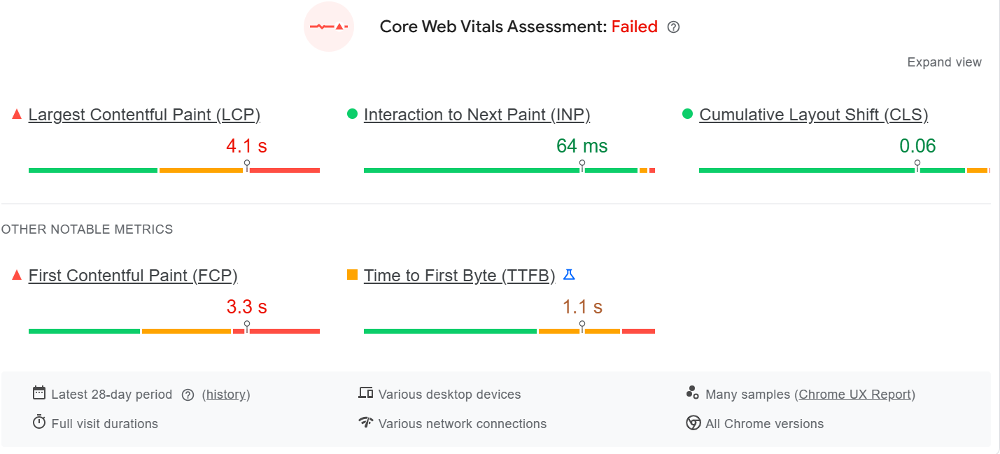 Core Web Vitals Assessment: Failed
Expand view
Largest Contentful Paint (LCP)
4.1 s
Interaction to Next Paint (INP)
64 ms
Cumulative Layout Shift (CLS)
0.06
OTHER NOTABLE METRICS
First Contentful Paint (FCP)
3.3 s
Time to First Byte (TTFB)
1.1 s
Latest 28-day period (history)
Various desktop devices
Many samples (Chrome UX Report)
Full visit durations
Various network connections
All Chrome versions